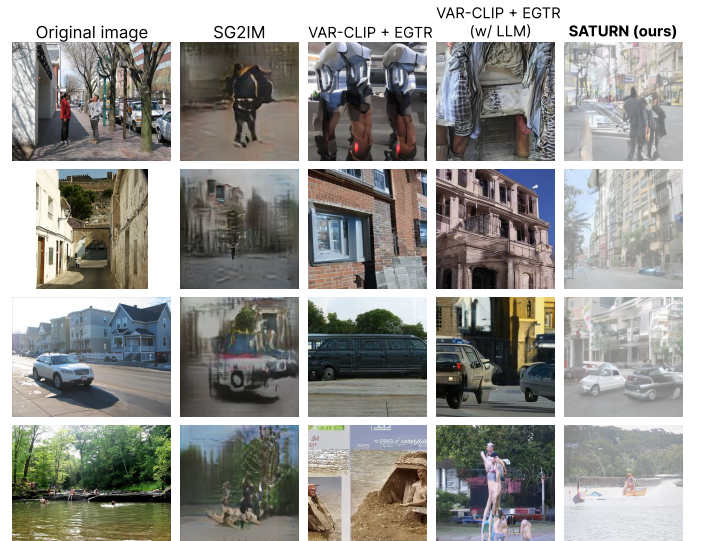 Original image
SG2IM
VAR-CLIP + EGTR
VAR-CLIP + EGTR
(w/ LLM)
SATURN (ours)